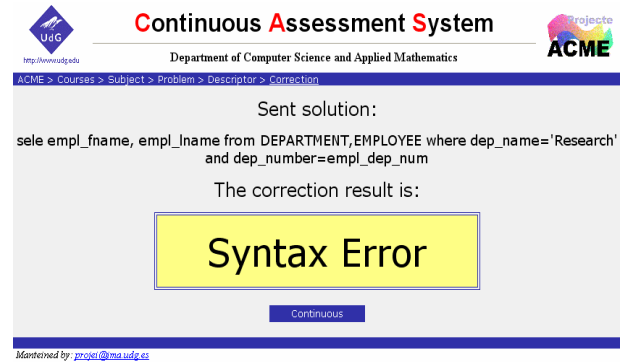 UdG
http://www.udg.edu
Continuous Assessment System
Department of Computer Science and Applied Mathematics
Projecte
ACME
ACME > Courses > Subject > Problem > Descriptor > Correction
Sent solution:
sele empl_fname, empl_lname from DEPARTMENT,EMPLOYEE where dep_name='Research'
and dep_number=empl_dep_num
The correction result is:
Syntax Error
Continuous
Manteined by: projei@ima.udg.es